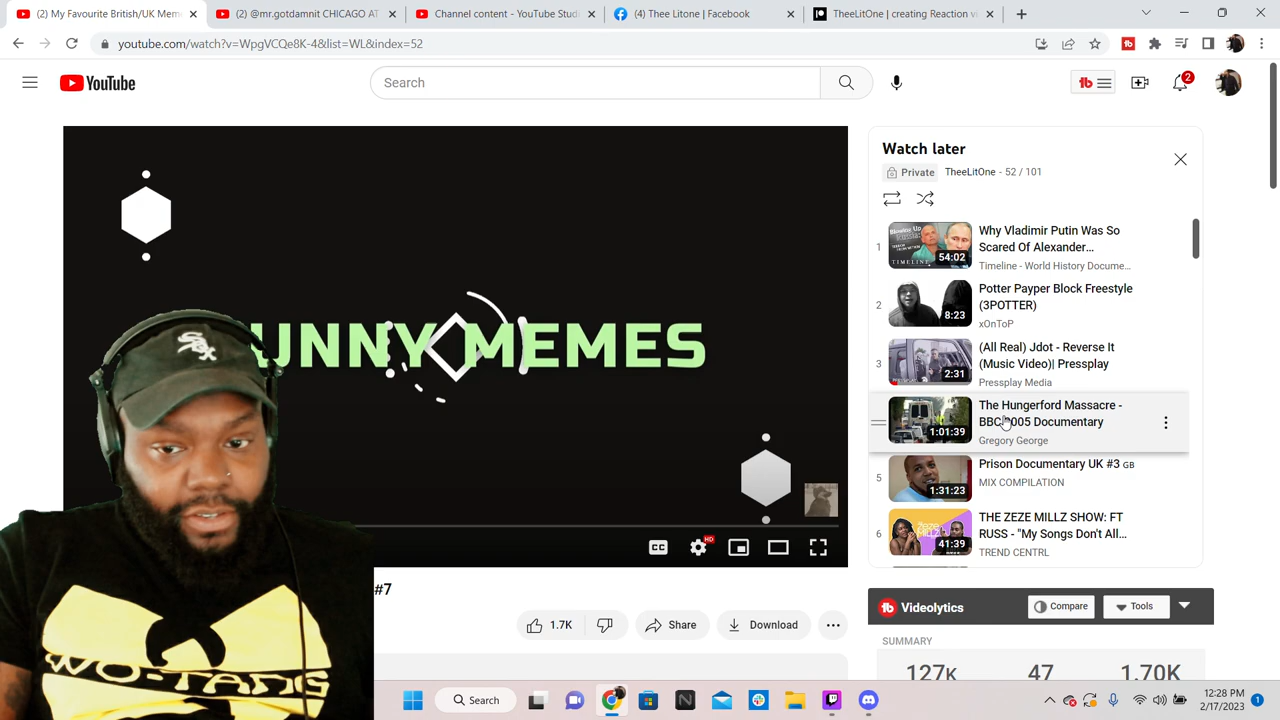 (2) My Favourite British/UK Mem
(2) @mr.gotdamnit CHICAGO AT
Channel content - YouTube Studi
(4) Thee Litone | Facebook
TheeLitOne | creating Reaction vi
youtube.com/watch?v=WpgVCQe8K-4&list=WL&index=52
YouTube
Search
2
UNNY MEMES
Watch later
Private
TheeLitOne - 52 / 101
1
54:02
Why Vladimir Putin Was So
Scared Of Alexander...
Timeline - World History Docume...
2
8:23
Potter Payper Block Freestyle
(3POTTER)
xOnToP
3
2:31
(All Real) Jdot - Reverse It
(Music Video)| Pressplay
Pressplay Media
1:01:39
The Hungerford Massacre -
BBC 2005 Documentary
Gregory George
5
1:31:23
Prison Documentary UK #3 GB
MIX COMPILATION
6
41:39
THE ZEZE MILLZ SHOW: FT
RUSS - "My Songs Don't All...
TREND CENTRL
CC
HD
#7
1.7K
Share
Download
Videolytics
Compare
Tools
SUMMARY
127K
47
1.70K
WU-TANG
Search
12:28 PM
2/17/2023
1